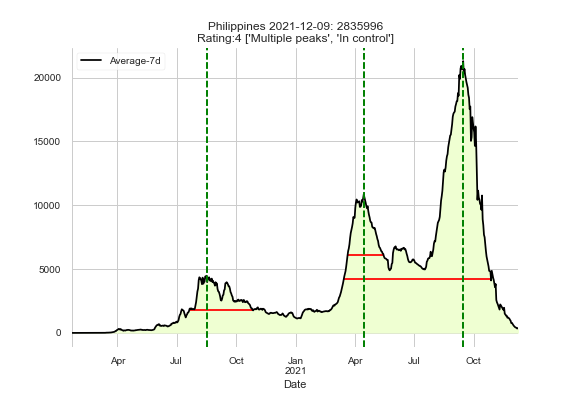 Philippines 2021-12-09: 2835996
Rating:4 ['Multiple peaks', 'In control']
Average-7d
20000
15000
10000
5000
0
Apr Jul Oct Jan Apr Jul Oct
2021
Date